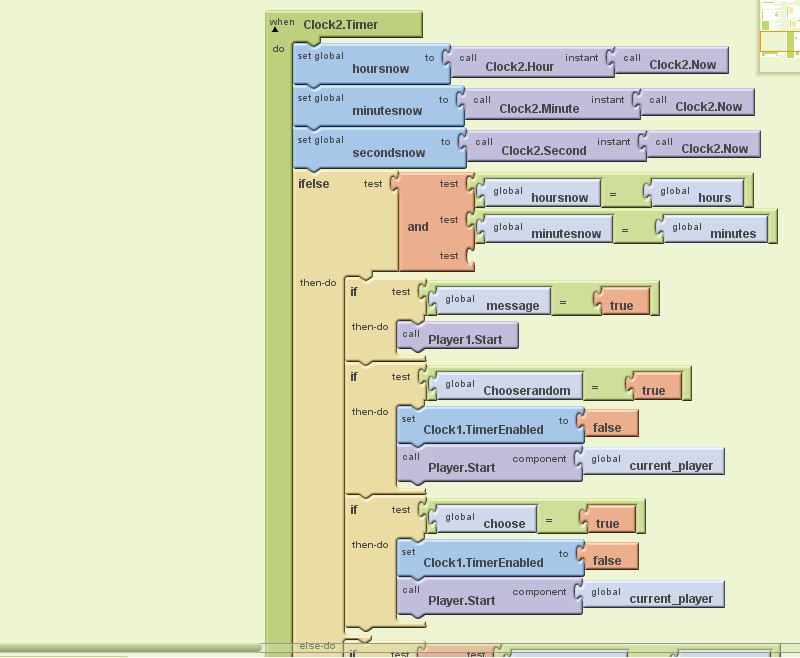 when Clock2.Timer
do
set global hoursnow to call Clock2.Hour instant call Clock2.Now
set global minutesnow to call Clock2.Minute instant call Clock2.Now
set global secondsnow to call Clock2.Second instant call Clock2.Now
ifelse test and test global hoursnow = global hours
test global minutesnow = global minutes
test
then-do if test global message = true
then-do call Player1.Start
if test global Chooserandom = true
then-do set Clock1.TimerEnabled to false
call Player.Start component global current_player
if test global choose = true
then-do set Clock1.TimerEnabled to false
call Player.Start component global current_player
else-do if test test